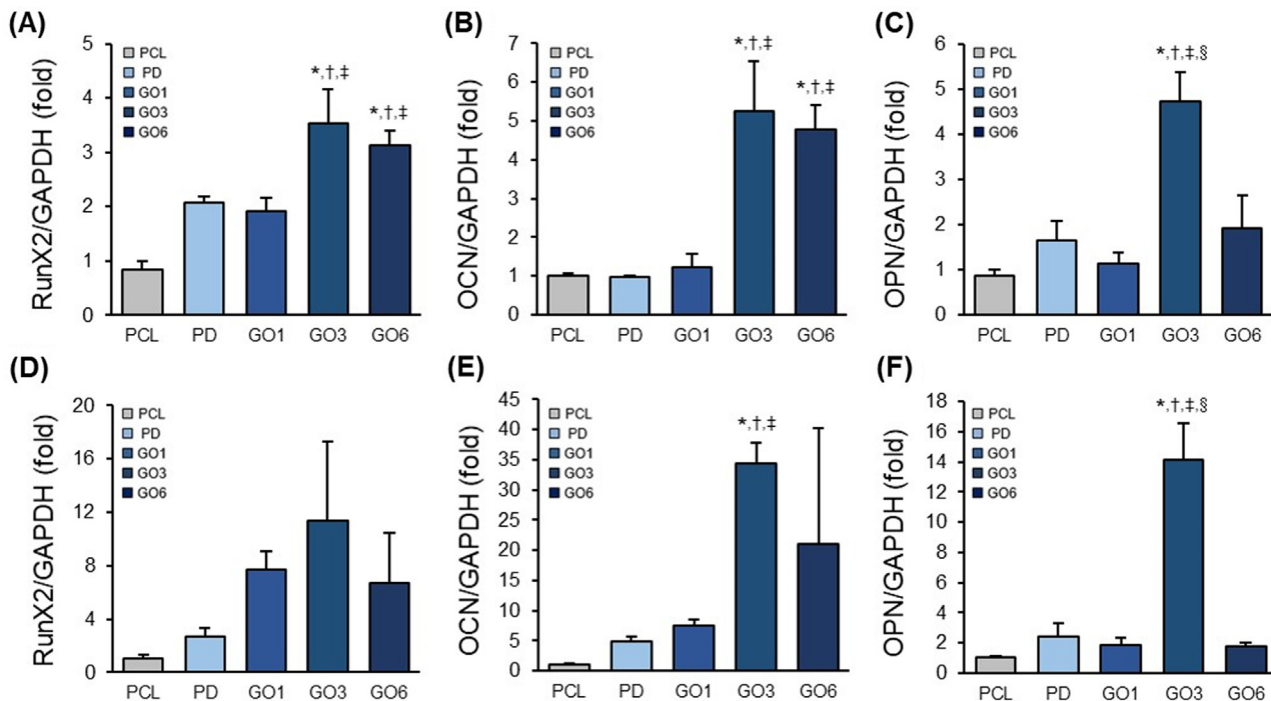 (A)
RunX2/GAPDH (fold)
5
4
3
2
1
0
PCL
PD
GO1
GO3
GO6
*,†,‡
*,†,‡
PCL PD GO1 GO3 GO6
(B)
OCN/GAPDH (fold)
7
6
5
4
3
2
1
0
PCL
PD
GO1
GO3
GO6
*,†,‡
*,†,‡
PCL PD GO1 GO3 GO6
(C)
OPN/GAPDH (fold)
6
5
4
3
2
1
0
PCL
PD
GO1
GO3
GO6
*,†,‡,§
PCL PD GO1 GO3 GO6
(D)
RunX2/GAPDH (fold)
20
16
12
8
4
0
PCL
PD
GO1
GO3
GO6
PCL PD GO1 GO3 GO6
(E)
OCN/GAPDH (fold)
45
40
35
30
25
20
15
10
5
0
PCL
PD
GO1
GO3
GO6
*,†,‡
PCL PD GO1 GO3 GO6
(F)
OPN/GAPDH (fold)
18
16
14
12
10
8
6
4
2
0
PCL
PD
GO1
GO3
GO6
*,†,‡,§
PCL PD GO1 GO3 GO6